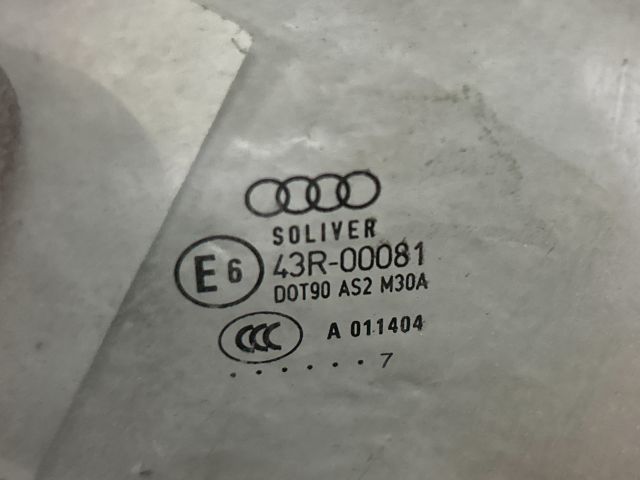 SOLIVER
E6 43R-00081
DOT90 AS2 M30A
CCC A 011404
......7